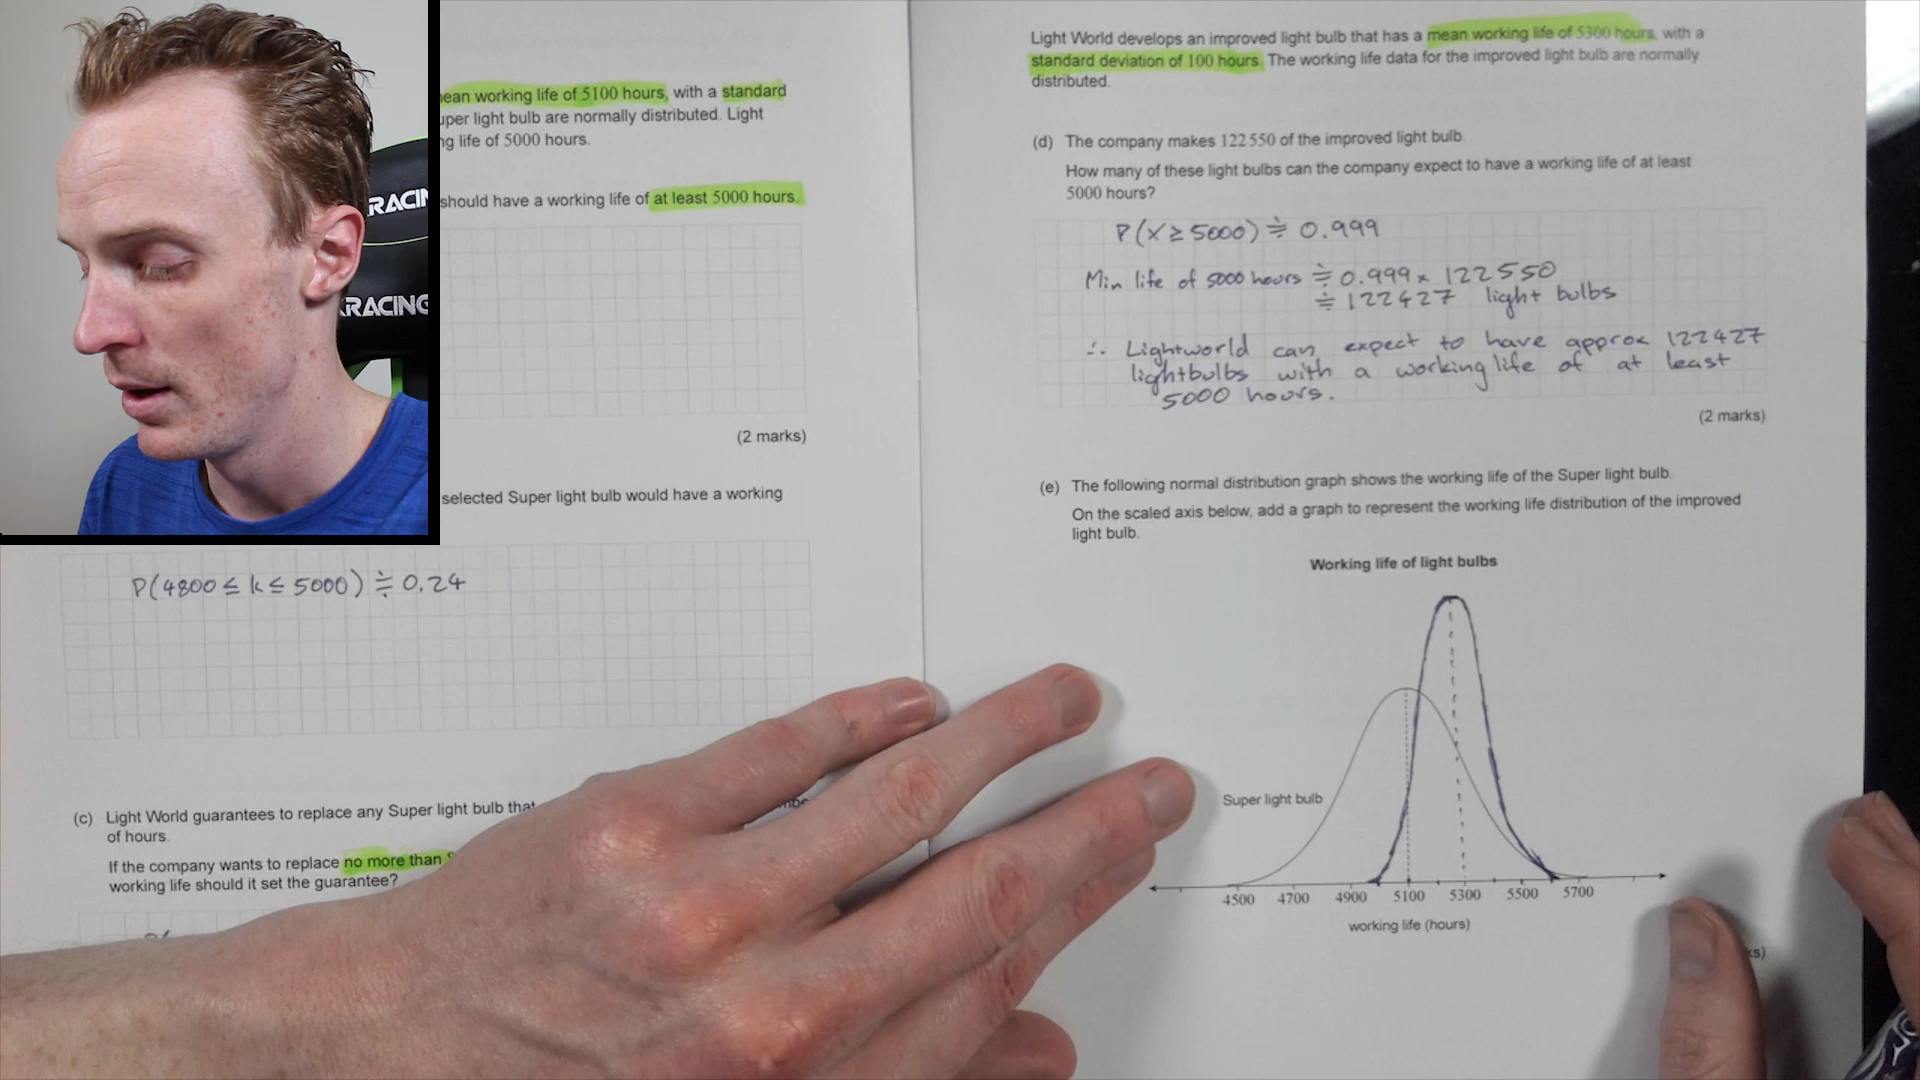 RACIN
RACING
ean working life of 5100 hours, with a standard
uper light bulb are normally distributed. Light
ng life of 5000 hours.
should have a working life of at least 5000 hours.
(2 marks)
selected Super light bulb would have a working
P(4800 ≤ k ≤ 5000) ≑ 0.24
(c) Light World guarantees to replace any Super light bulb that
of hours.
If the company wants to replace no more than
working life should it set the guarantee?
Light World develops an improved light bulb that has a mean working life of 5300 hours, with a
standard deviation of 100 hours. The working life data for the improved light bulb are normally
distributed.
(d) The company makes 122 550 of the improved light bulb.
How many of these light bulbs can the company expect to have a working life of at least
5000 hours?
P(X ≥ 5000) ≑ 0.999
Min life of 5000 hours ≑ 0.999 × 122550
≑ 122427 light bulbs
∴ Lightworld can expect to have approx 122427
lightbulbs with a working life of at least
5000 hours.
(2 marks)
(e) The following normal distribution graph shows the working life of the Super light bulb.
On the scaled axis below, add a graph to represent the working life distribution of the improved
light bulb.
Working life of light bulbs
Super light bulb
4500 4700 4900 5100 5300 5500 5700
working life (hours)
ks)